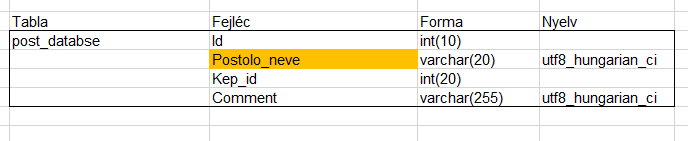 Tabla Fejléc Forma Nyelv
post_databse Id int(10)
Postolo_neve varchar(20) utf8_hungarian_ci
Kep_id int(20)
Comment varchar(255) utf8_hungarian_ci